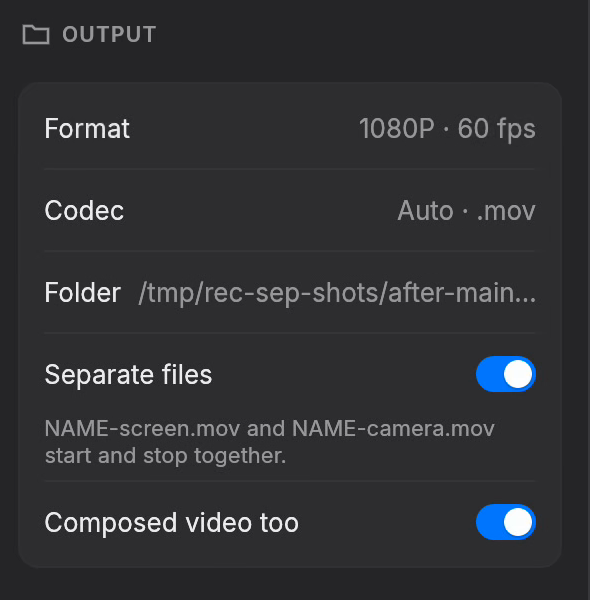 OUTPUT
Format 1080P · 60 fps
Codec Auto · .mov
Folder /tmp/rec-sep-shots/after-main...
Separate files
NAME-screen.mov and NAME-camera.mov
start and stop together.
Composed video too